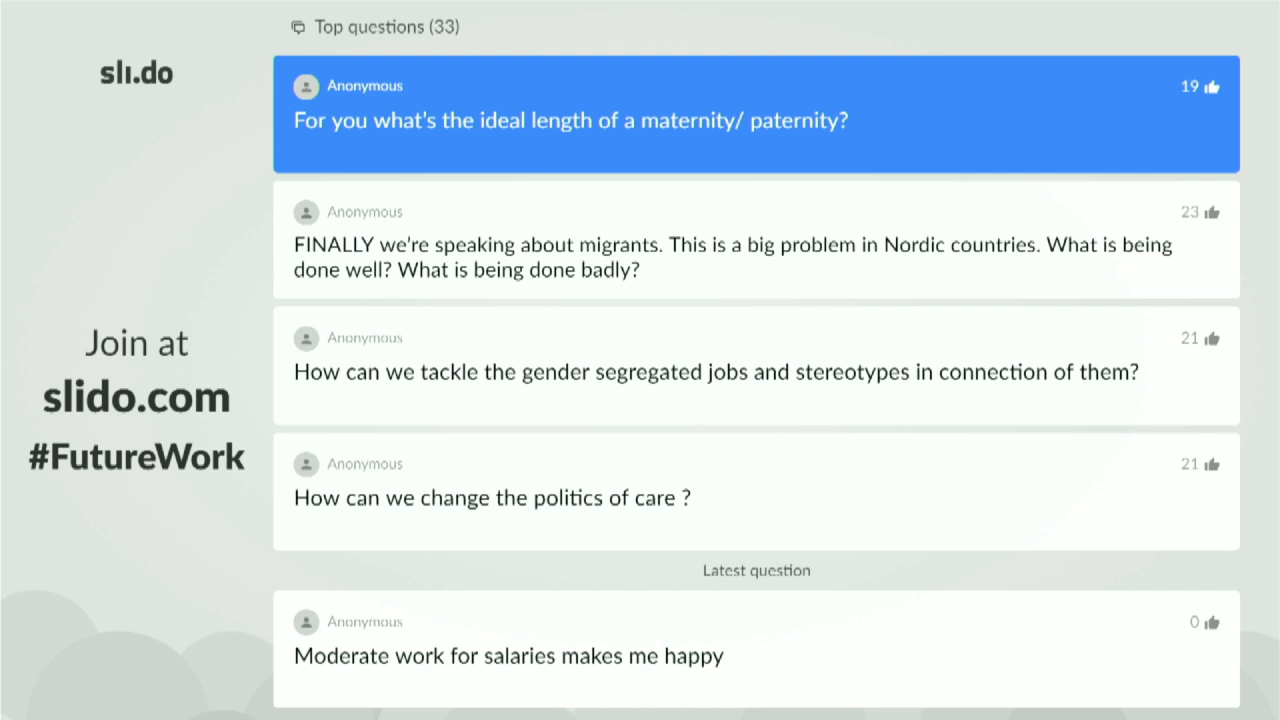 Top questions (33)
sli.do
Anonymous
19
For you what's the ideal length of a maternity/ paternity?
Anonymous
23
FINALLY we're speaking about migrants. This is a big problem in Nordic countries. What is being
done well? What is being done badly?
Anonymous
21
How can we tackle the gender segregated jobs and stereotypes in connection of them?
Join at
slido.com
#FutureWork
Anonymous
21
How can we change the politics of care ?
Latest question
Anonymous
0
Moderate work for salaries makes me happy